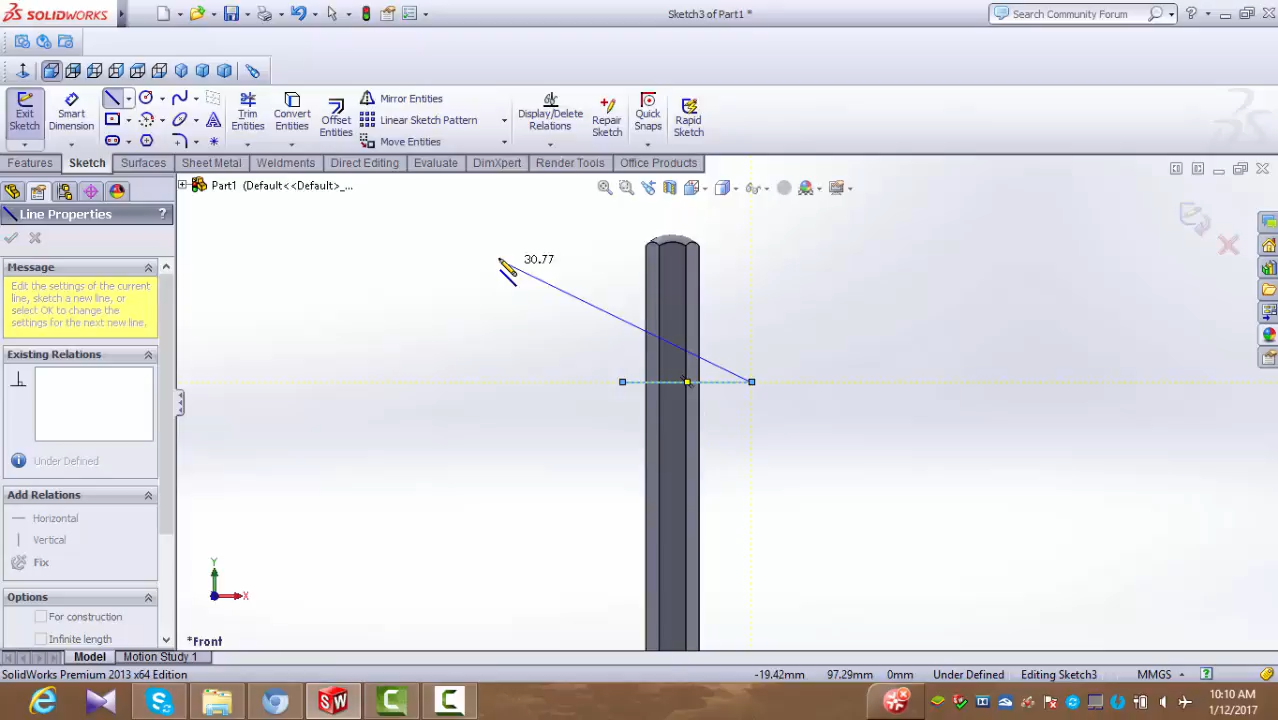 SOLIDWORKS
Sketch3 of Part1 *
Search Community Forum
Exit Sketch
Smart Dimension
Trim Entities
Convert Entities
Offset Entities
Mirror Entities
Linear Sketch Pattern
Move Entities
Display/Delete Relations
Repair Sketch
Quick Snaps
Rapid Sketch
Features
Sketch
Surfaces
Sheet Metal
Weldments
Direct Editing
Evaluate
DimXpert
Render Tools
Office Products
Part1 (Default<<Default>_...
Line Properties
?
Message
Edit the settings of the current
line, sketch a new line, or
select OK to change the
settings for the next new line.
Existing Relations
Under Defined
Add Relations
Horizontal
Vertical
Fix
Options
For construction
Infinite length
30.77
Y
X
*Front
Model
Motion Study 1
SolidWorks Premium 2013 x64 Edition
-19.42mm
97.29mm
0mm
Under Defined
Editing Sketch3
MMGS
?
10:10 AM
1/12/2017